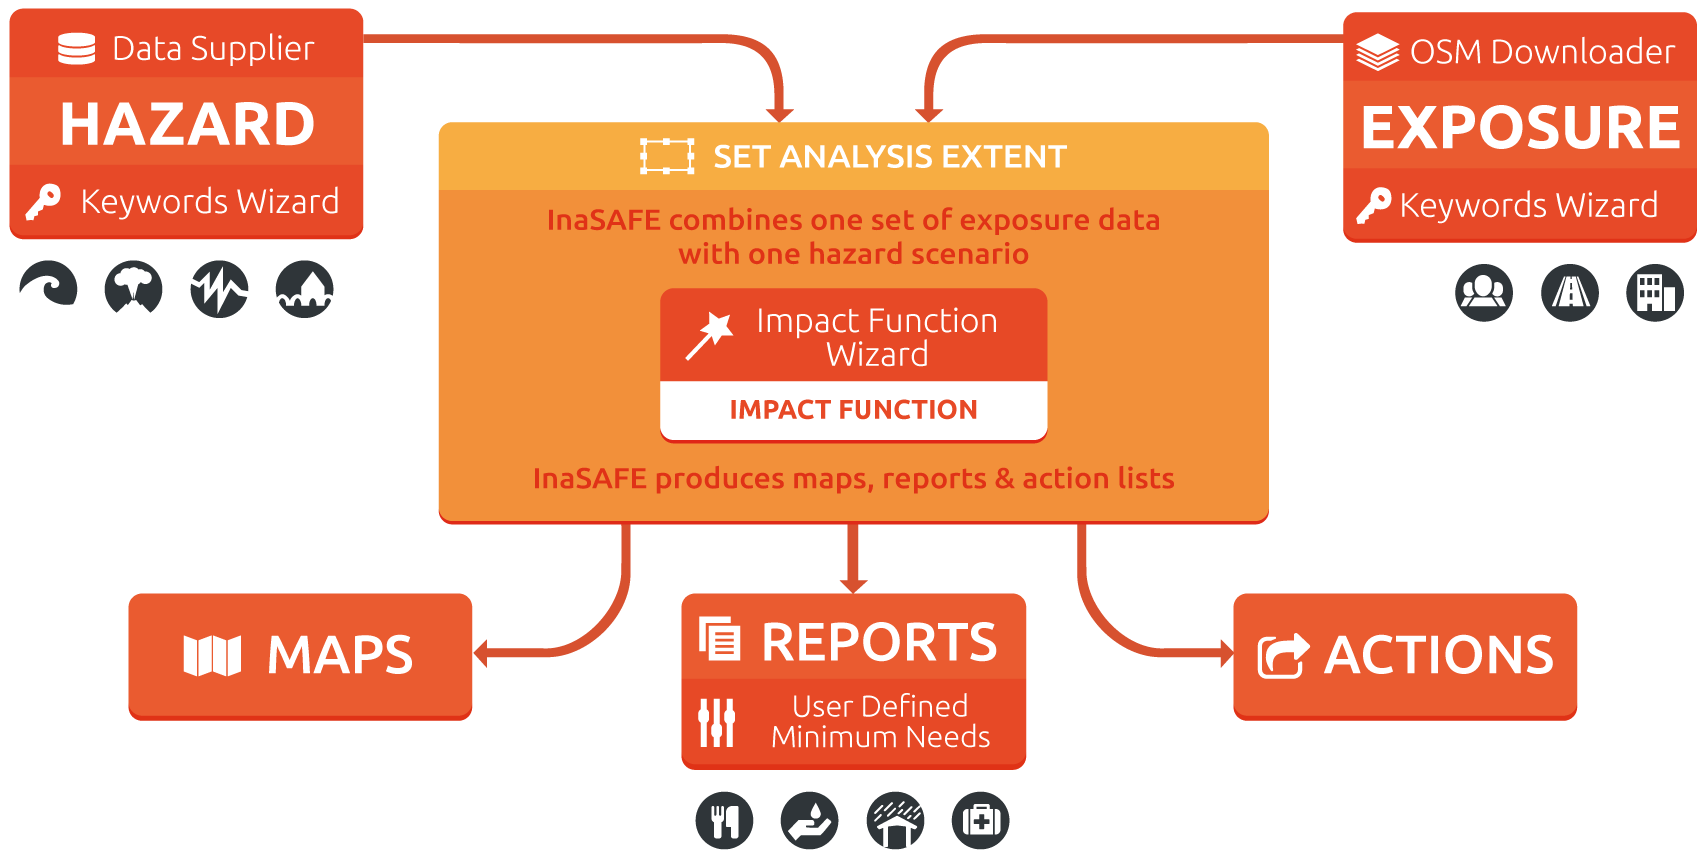 Data Supplier
HAZARD
Keywords Wizard
OSM Downloader
EXPOSURE
Keywords Wizard
SET ANALYSIS EXTENT
InaSAFE combines one set of exposure data
with one hazard scenario
Impact Function
Wizard
IMPACT FUNCTION
InaSAFE produces maps, reports & action lists
MAPS
REPORTS
User Defined
Minimum Needs
ACTIONS